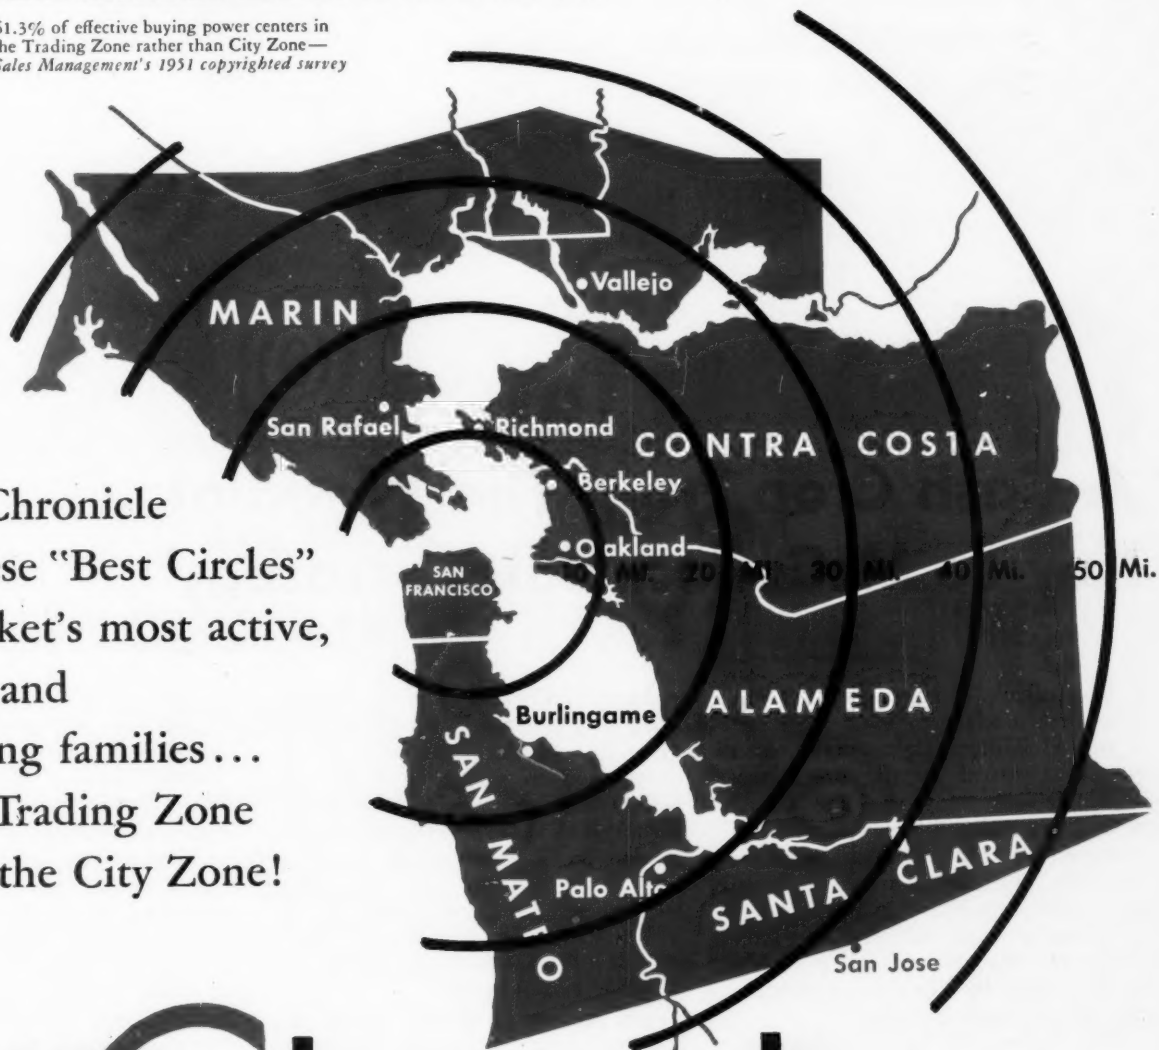 51.3% of effective buying power centers in
he Trading Zone rather than City Zone—
Sales Management's 1951 copyrighted survey
Vallejo
MARIN
San Rafael
Richmond
CONTRA COSTA
Berkeley
Chronicle
se "Best Circles"
ket's most active,
and
ng families...
Trading Zone
the City Zone!
Oakland
SAN
FRANCISCO
10 Mi. 20 Mi. 30 Mi. 40 Mi. 50 Mi.
ALAMEDA
Burlingame
SAN MATEO
Palo Alto
SANTA CLARA
San Jose